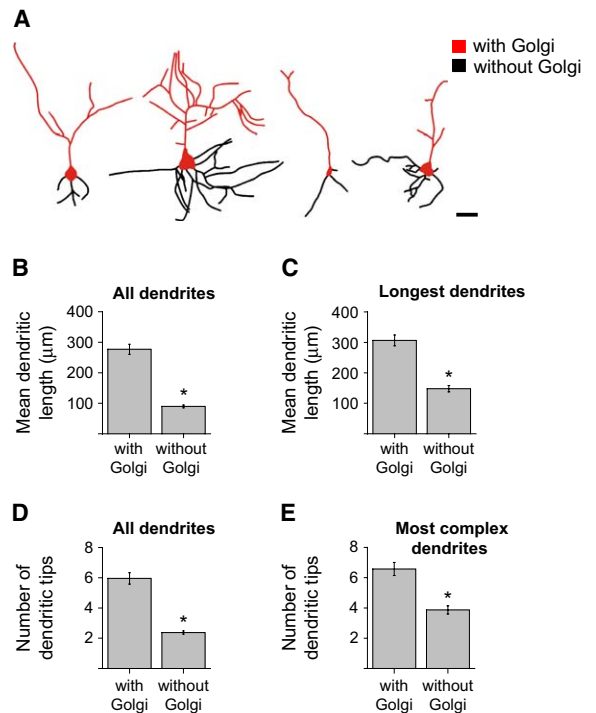 A
with Golgi
without Golgi
B
All dendrites
Mean dendritic
length (µm)
400
300
200
100
*
with
Golgi
without
Golgi
C
Longest dendrites
Mean dendritic
length (µm)
400
300
200
100
*
with
Golgi
without
Golgi
D
All dendrites
Number of
dendritic tips
8
6
4
2
*
with
Golgi
without
Golgi
E
Most complex
dendrites
Number of
dendritic tips
8
6
4
2
*
with
Golgi
without
Golgi